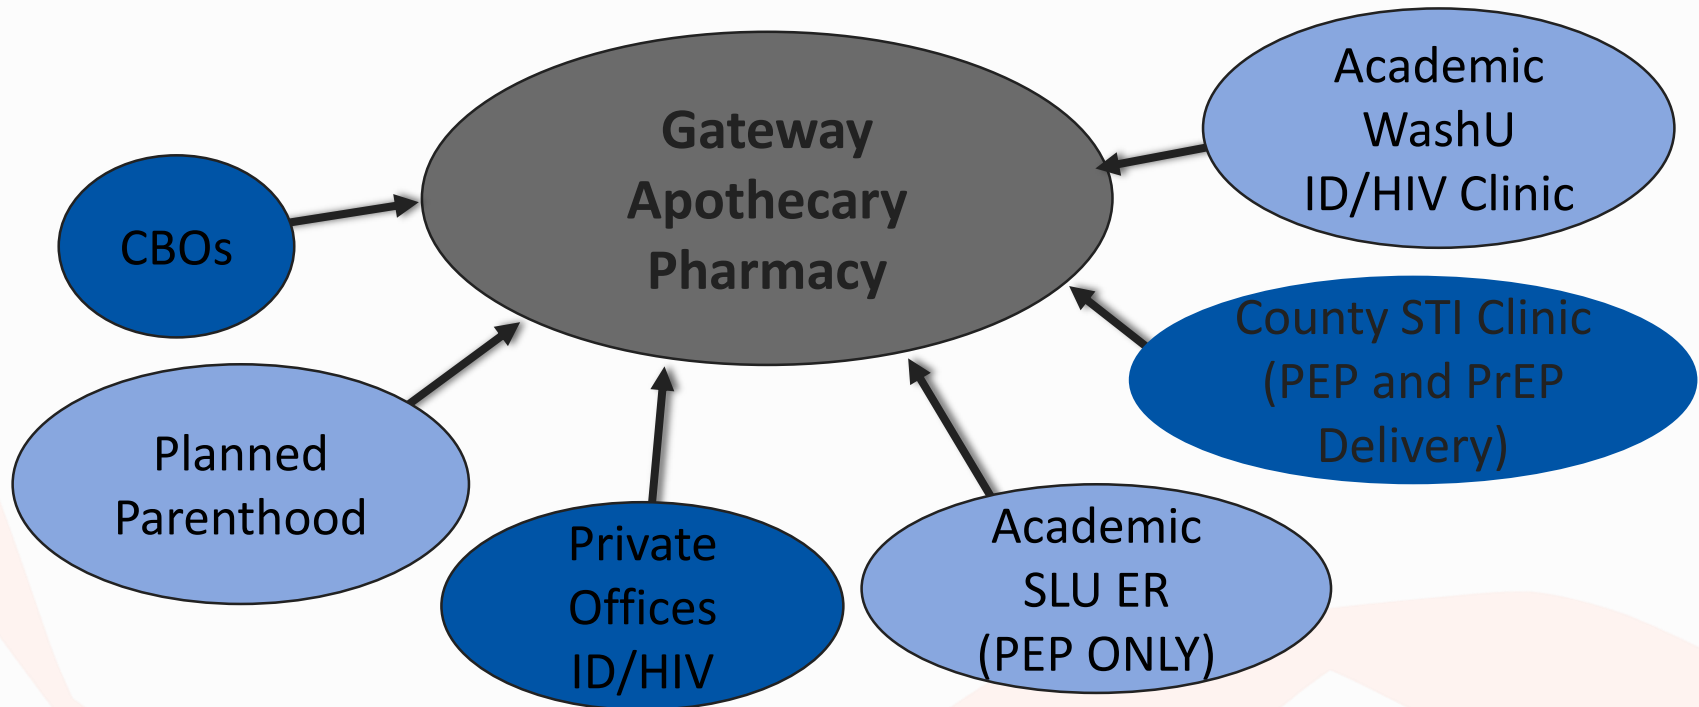 Gateway
Apothecary
Pharmacy
Academic
WashU
ID/HIV Clinic
CBOs
County STI Clinic
(PEP and PrEP
Delivery)
Planned
Parenthood
Private
Offices
ID/HIV
Academic
SLU ER
(PEP ONLY)